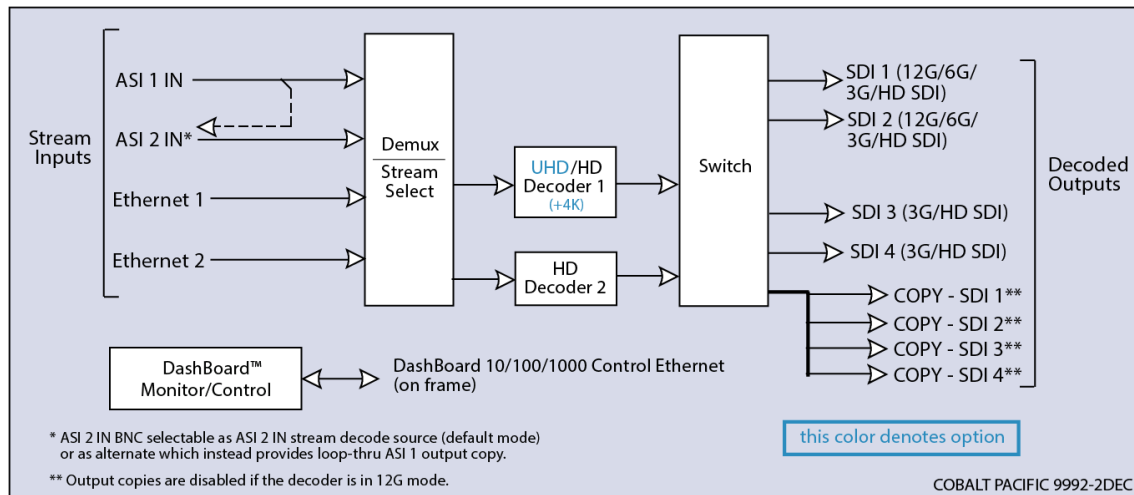 Stream
Inputs
ASI 1 IN
ASI 2 IN*
Ethernet 1
Ethernet 2
Demux
Stream
Select
UHD/HD
Decoder 1
(+4K)
HD
Decoder 2
Switch
SDI 1 (12G/6G/
3G/HD SDI)
SDI 2 (12G/6G/
3G/HD SDI)
SDI 3 (3G/HD SDI)
SDI 4 (3G/HD SDI)
COPY - SDI 1**
COPY - SDI 2**
COPY - SDI 3**
COPY - SDI 4**
Decoded
Outputs
DashBoard™
Monitor/Control
DashBoard 10/100/1000 Control Ethernet
(on frame)
* ASI 2 IN BNC selectable as ASI 2 IN stream decode source (default mode)
or as alternate which instead provides loop-thru ASI 1 output copy.
** Output copies are disabled if the decoder is in 12G mode.
this color denotes option
COBALT PACIFIC 9992-2DEC